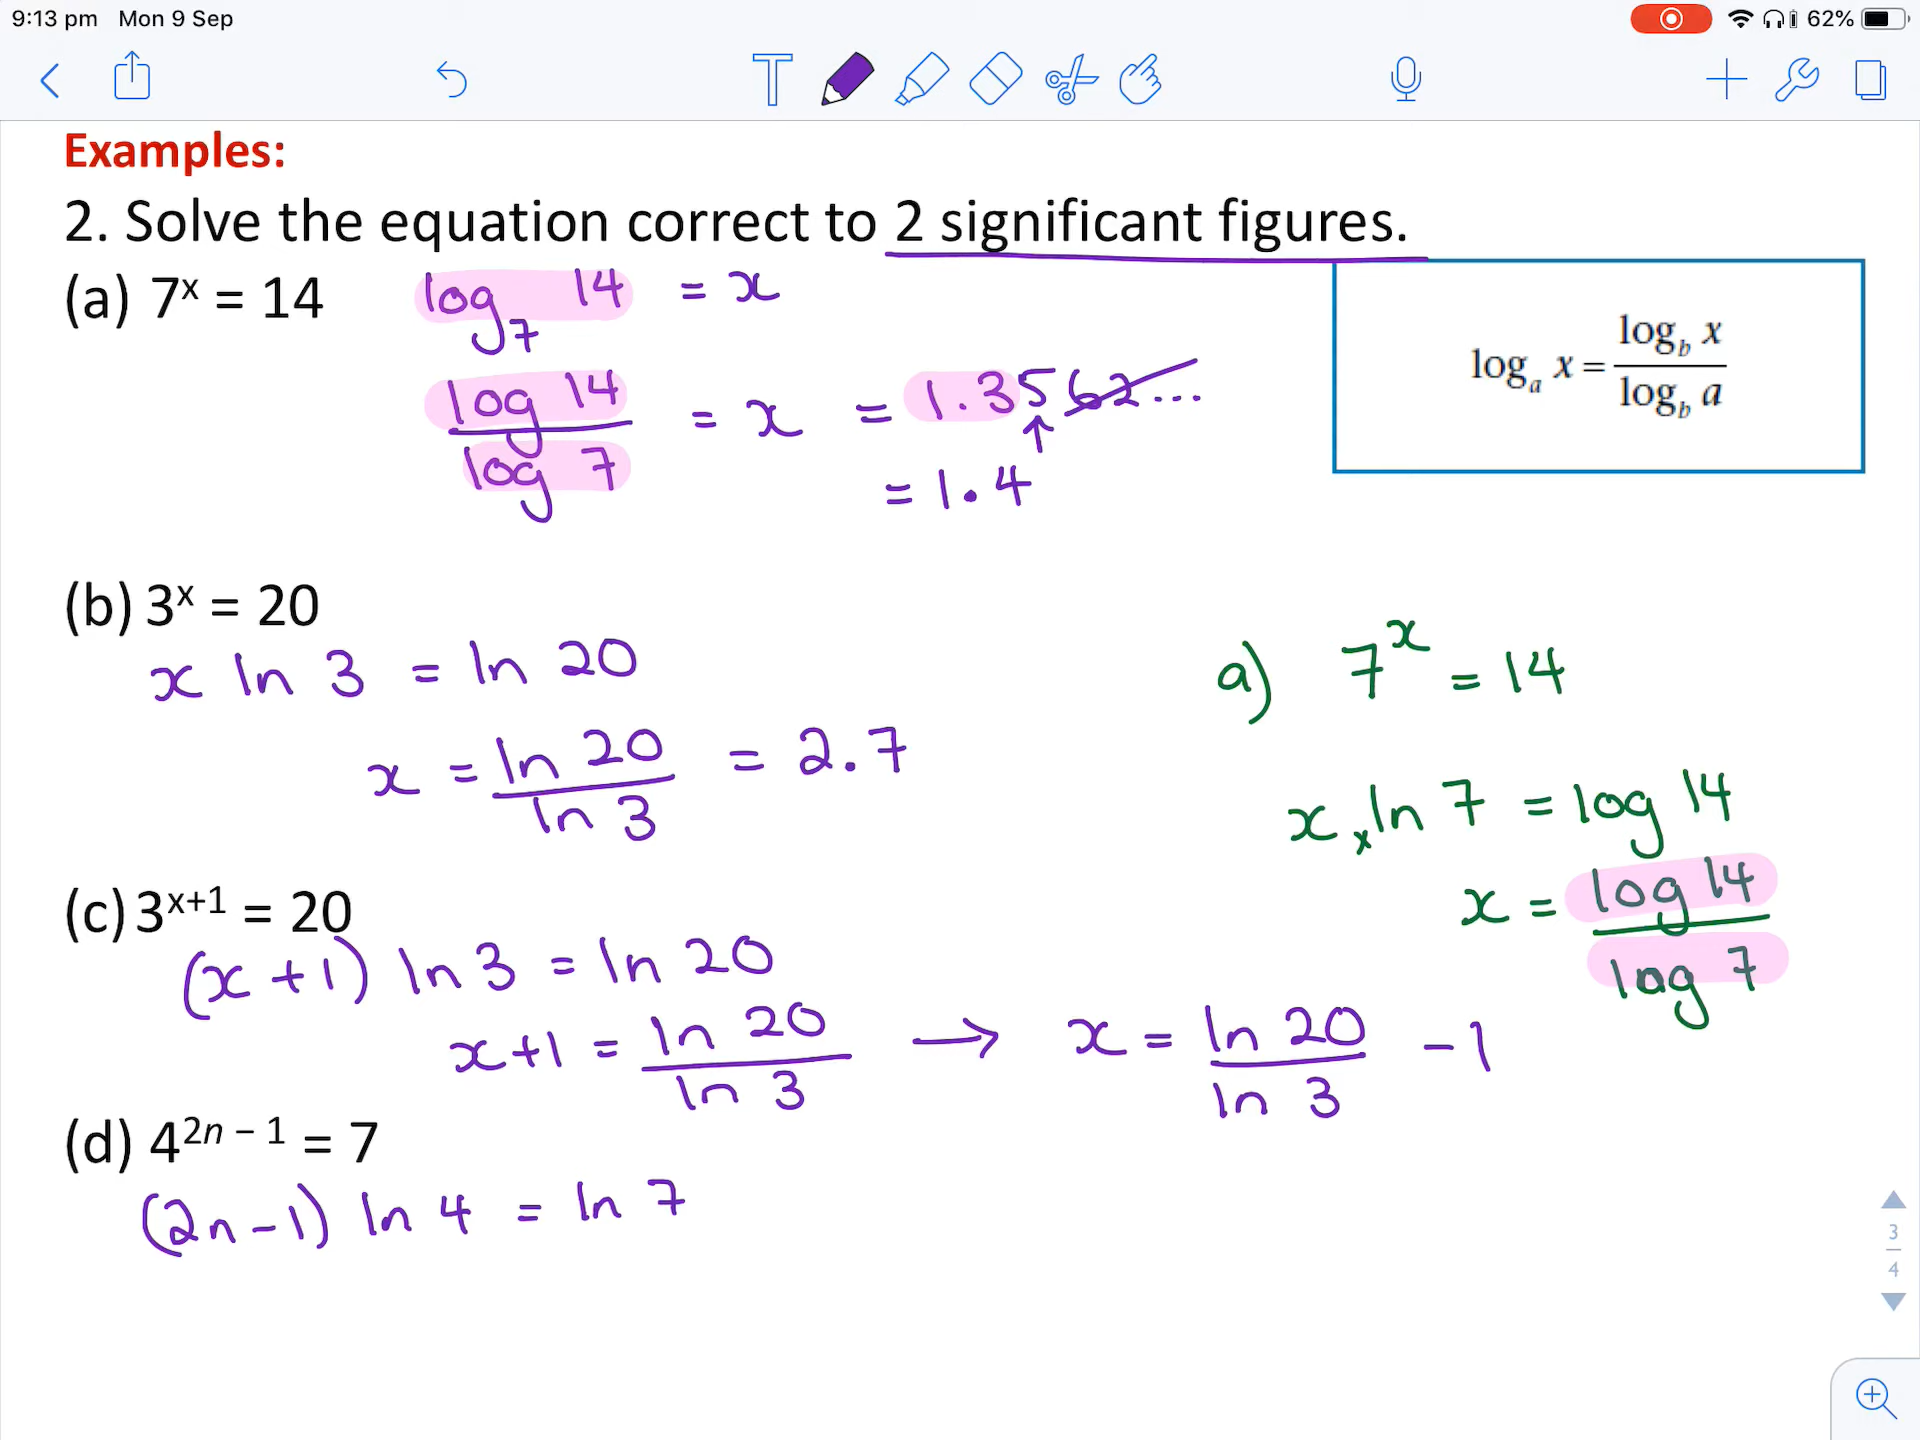 9:13 pm Mon 9 Sep 62%
T
Examples:
2. Solve the equation correct to 2 significant figures.
(a) 7ˣ = 14
log₇ 14 = x
log 14 / log 7 = x = 1.3562...
= 1.4
logₐ x = log_b x / log_b a
(b) 3ˣ = 20
x ln 3 = ln 20
x = ln 20 / ln 3 = 2.7
a) 7ˣ = 14
x × ln 7 = log 14
x = log 14 / log 7
(c) 3ˣ⁺¹ = 20
(x + 1) ln 3 = ln 20
x+1 = ln 20 / ln 3 → x = ln 20 / ln 3 - 1
(d) 4²ⁿ ⁻ ¹ = 7
(2n - 1) ln 4 = ln 7
3
4